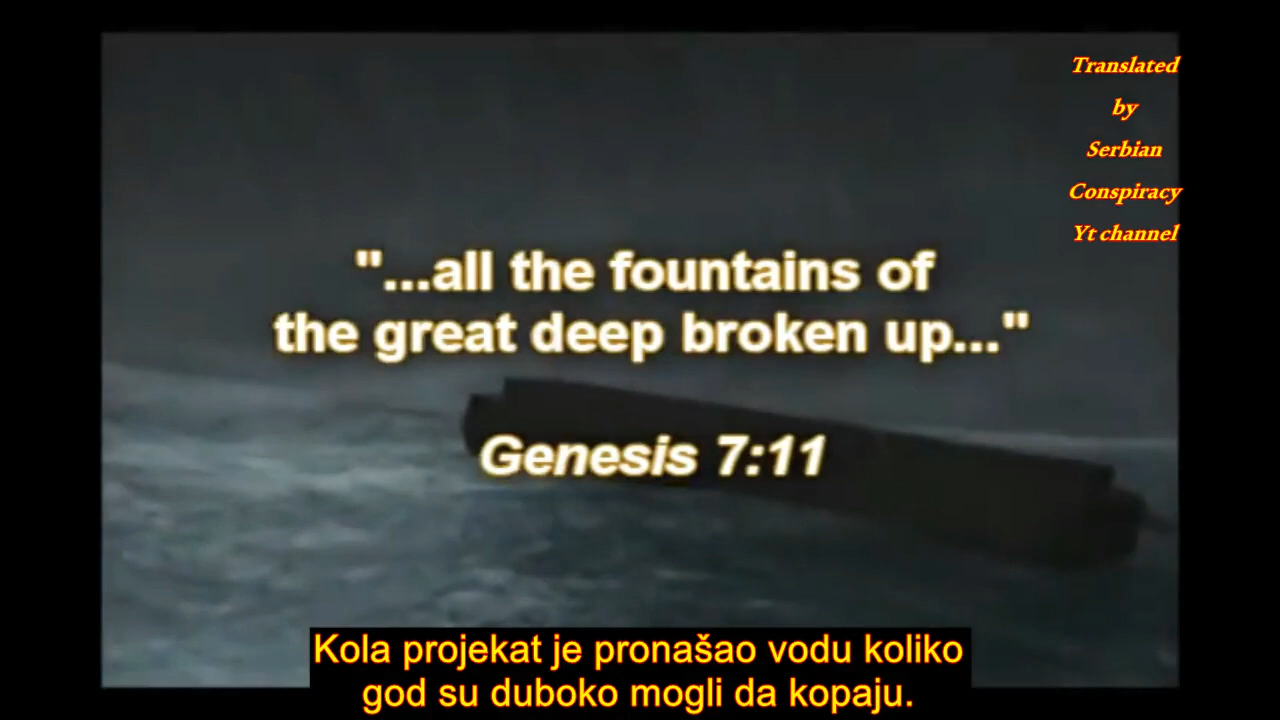 Translated
by
Serbian
Conspiracy
Yt channel
"...all the fountains of
the great deep broken up..."
Genesis 7:11
Kola projekat je pronašao vodu koliko
god su duboko mogli da kopaju.